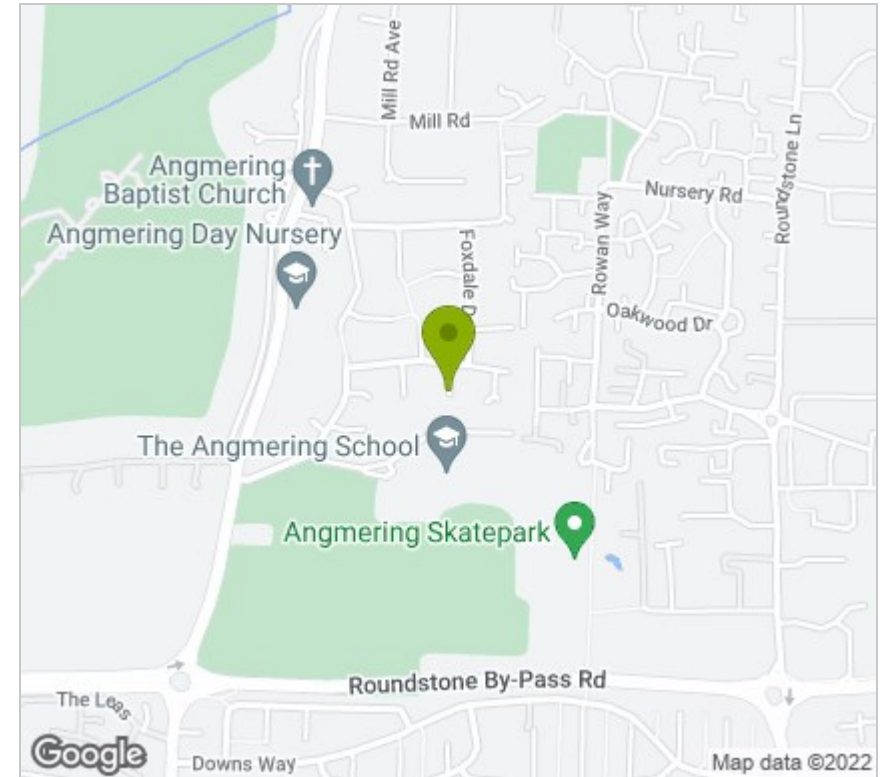 Mill Rd Ave
Mill Rd
Angmering
Baptist Church
Roundstone Ln
Nursery Rd
Angmering Day Nursery
Foxdale D
Rowan Way
Oakwood Dr
The Angmering School
Angmering Skatepark
Roundstone By-Pass Rd
The Leas
Downs Way
Google
Map data ©2022